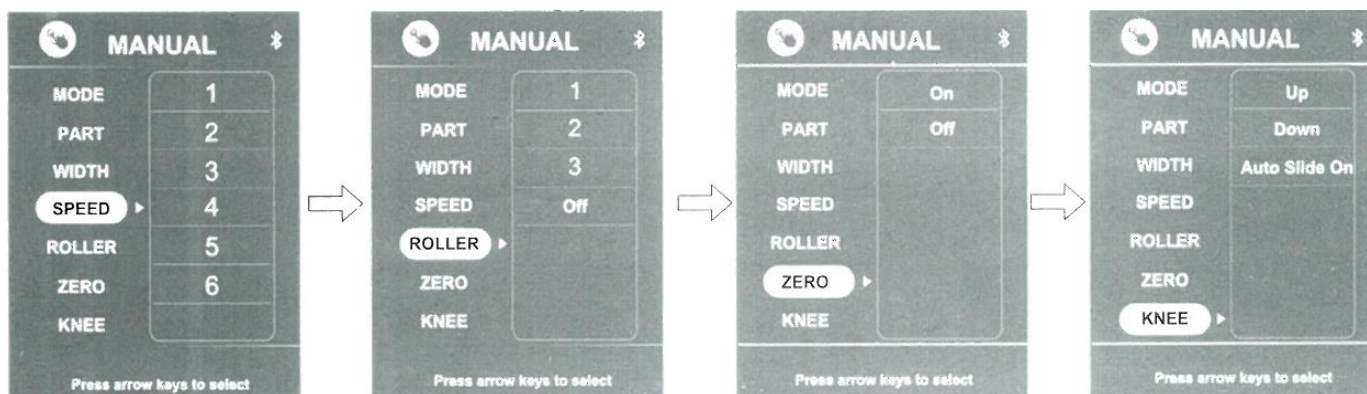 MANUAL
MODE 1
PART 2
WIDTH 3
SPEED 4
ROLLER 5
ZERO 6
KNEE
Press arrow keys to select
MANUAL
MODE 1
PART 2
WIDTH 3
SPEED Off
ROLLER
ZERO
KNEE
Press arrow keys to select
MANUAL
MODE On
PART Off
WIDTH
SPEED
ROLLER
ZERO
KNEE
Press arrow keys to select
MANUAL
MODE Up
PART Down
WIDTH Auto Slide On
SPEED
ROLLER
ZERO
KNEE
Press arrow keys to select